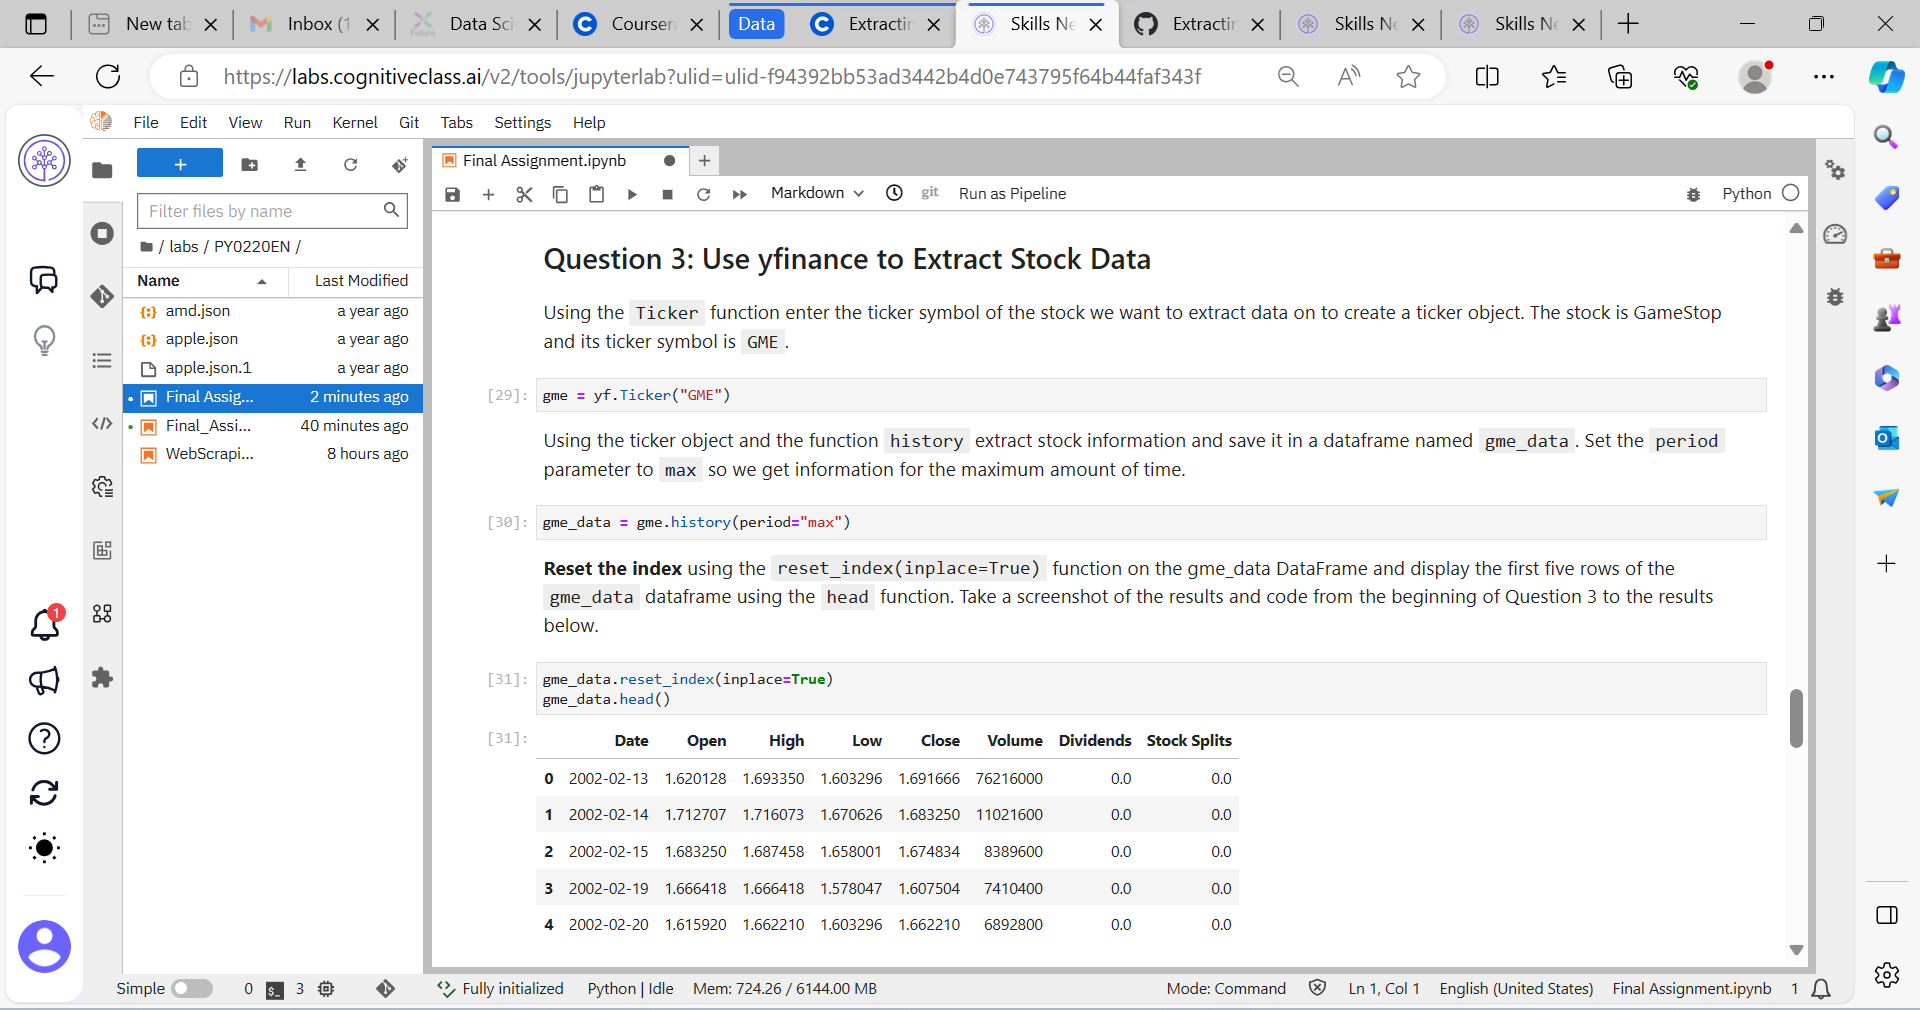 New tab
Inbox (1
Data Sci
Coursera
Data
Extractin
Skills Ne
Extractin
Skills Ne
Skills Ne
https://labs.cognitiveclass.ai/v2/tools/jupyterlab?ulid=ulid-f94392bb53ad3442b4d0e743795f64b44faf343f
File Edit View Run Kernel Git Tabs Settings Help
Final Assignment.ipynb
Markdown
git
Run as Pipeline
Python
Filter files by name
/ labs / PY0220EN /
Name Last Modified
amd.json a year ago
apple.json a year ago
apple.json.1 a year ago
Final Assig... 2 minutes ago
Final_Assi... 40 minutes ago
WebScrapi... 8 hours ago
1
Question 3: Use yfinance to Extract Stock Data
Using the Ticker function enter the ticker symbol of the stock we want to extract data on to create a ticker object. The stock is GameStop
and its ticker symbol is GME .
[29]: gme = yf.Ticker("GME")
Using the ticker object and the function history extract stock information and save it in a dataframe named gme_data . Set the period
parameter to max so we get information for the maximum amount of time.
[30]: gme_data = gme.history(period="max")
Reset the index using the reset_index(inplace=True) function on the gme_data DataFrame and display the first five rows of the
gme_data dataframe using the head function. Take a screenshot of the results and code from the beginning of Question 3 to the results
below.
[31]: gme_data.reset_index(inplace=True)
gme_data.head()
[31]: Date Open High Low Close Volume Dividends Stock Splits
0 2002-02-13 1.620128 1.693350 1.603296 1.691666 76216000 0.0 0.0
1 2002-02-14 1.712707 1.716073 1.670626 1.683250 11021600 0.0 0.0
2 2002-02-15 1.683250 1.687458 1.658001 1.674834 8389600 0.0 0.0
3 2002-02-19 1.666418 1.666418 1.578047 1.607504 7410400 0.0 0.0
4 2002-02-20 1.615920 1.662210 1.603296 1.662210 6892800 0.0 0.0
Simple 0 $_ 3 Fully initialized Python | Idle Mem: 724.26 / 6144.00 MB Mode: Command Ln 1, Col 1 English (United States) Final Assignment.ipynb 1